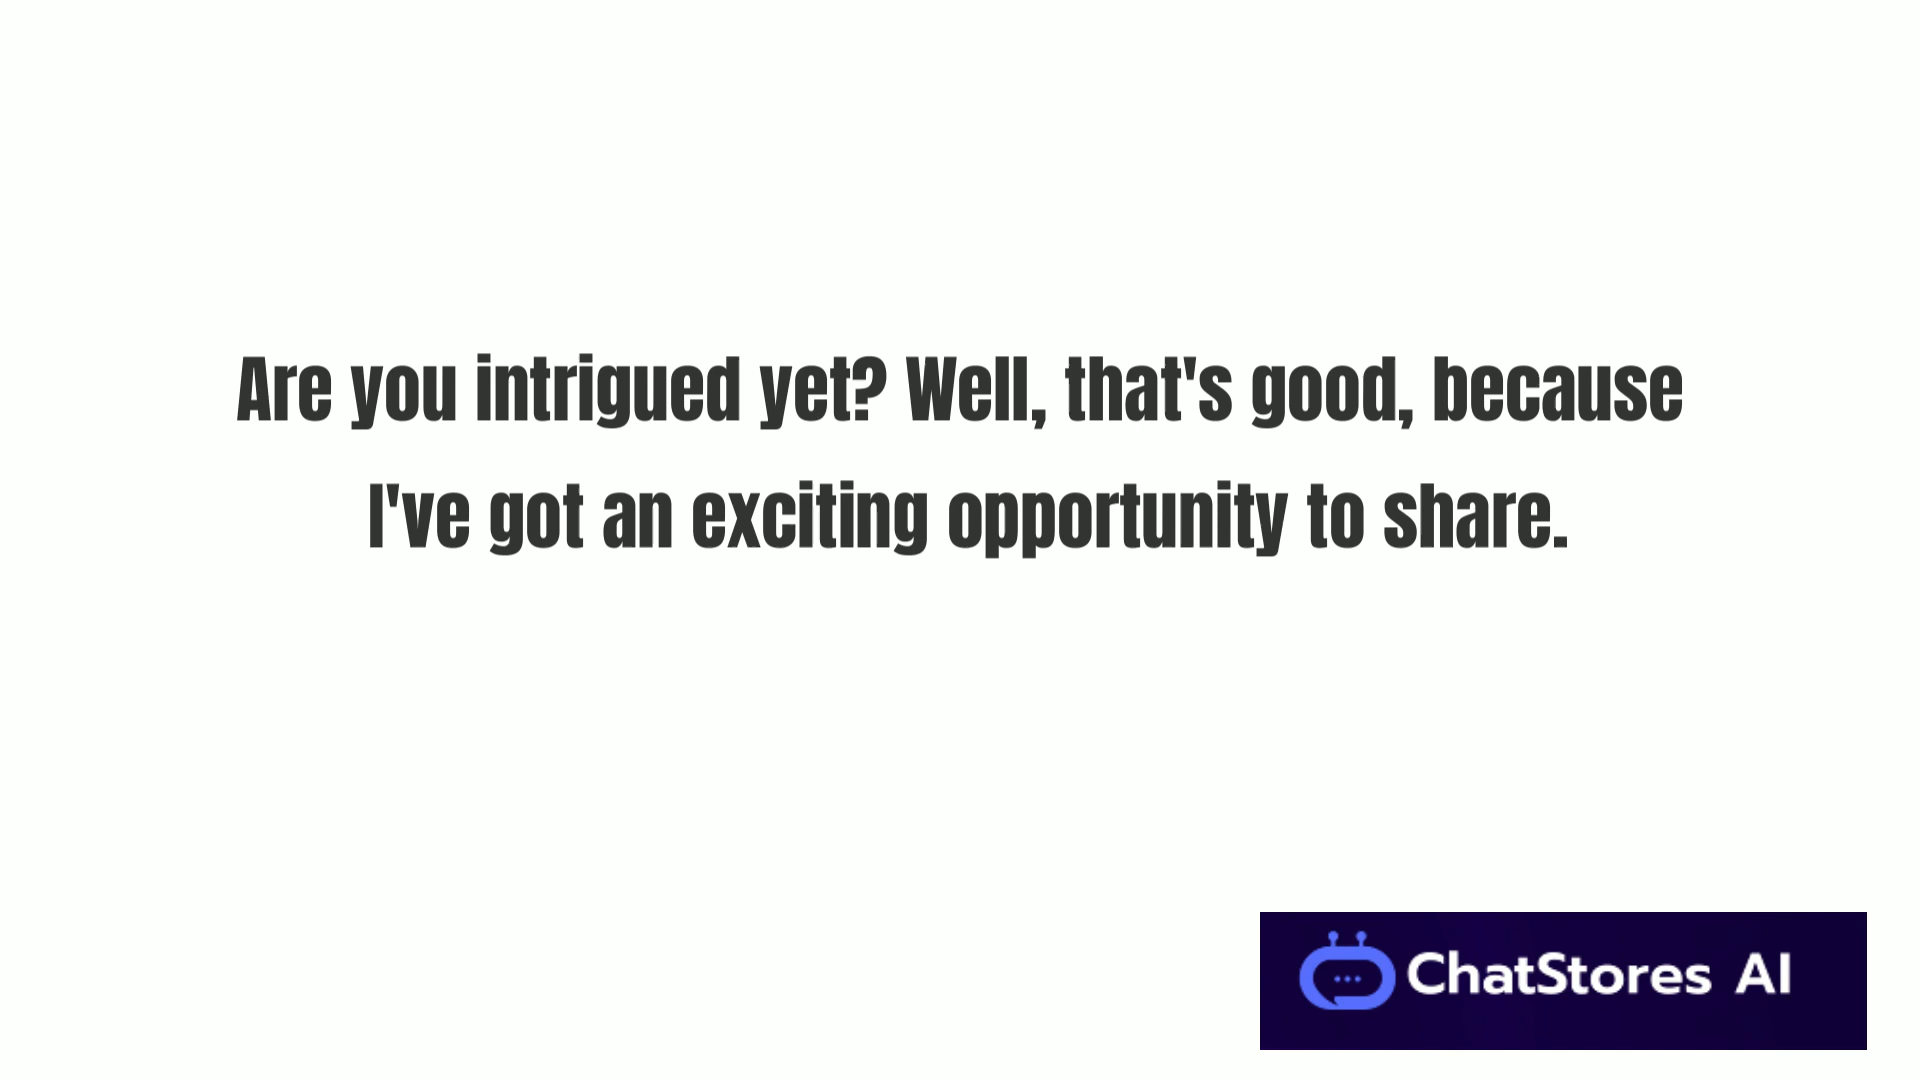 Are you intrigued yet? Well, that's good, because
I've got an exciting opportunity to share.
ChatStores AI